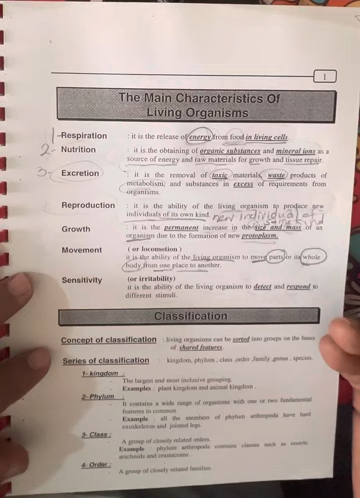 1
The Main Characteristics Of
Living Organisms
1- Respiration : it is the release of energy from food in living cells.
2- Nutrition : it is the obtaining of organic substances and mineral ions as a
source of energy and raw materials for growth and tissue repair.
3- Excretion : it is the removal of toxic materials, waste products of
metabolism, and substances in excess of requirements from
organisms.
Reproduction : it is the ability of the living organism to produce new
individuals of its own kind. new individual of
Growth : it is the permanent increase in the size and mass of an
organism due to the formation of new protoplasm.
Movement ( or locomotion )
it is the ability of the living organism to move parts or its whole
body from one place to another.
Sensitivity (or irritability)
it is the ability of the living organism to detect and respond to
different stimuli.
Classification
Concept of classification : living organisms can be sorted into groups on the basis
of shared features.
Series of classification : kingdom, phylum, class order family genus, species.
1- kingdom :
The largest and most inclusive grouping.
Examples : plant kingdom and animal kingdom.
2- Phylum :
It contains a wide range of organisms with one or two fundamental
features in common.
Example : all the members of phylum arthropoda have hard
exoskeleton and jointed legs.
3- Class :
A group of closely related orders.
Example : phylum arthropoda contains classes such as insects,
arachnids and crustaceans
4- Order :
A group of closely related families.